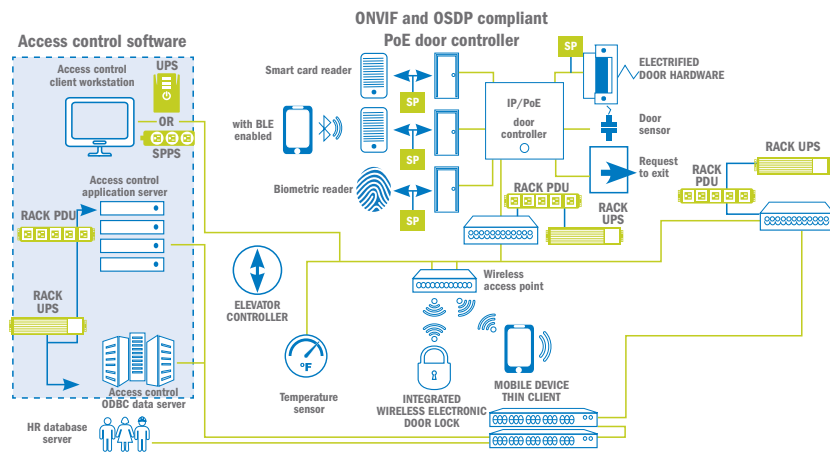 ONVIF and OSDP compliant
PoE door controller
Access control software
Access control
client workstation
UPS
OR
SPPS
Access control
application server
RACK PDU
RACK
UPS
Access control
ODBC data server
HR database
server
Smart card reader
SP
with BLE
enabled
SP
Biometric reader
SP
IP/PoE
door
controller
SP
ELECTRIFIED
DOOR HARDWARE
Door
sensor
Request
to exit
RACK PDU
RACK
UPS
RACK
PDU
RACK UPS
ELEVATOR
CONTROLLER
°F
Temperature
sensor
Wireless
access point
INTEGRATED
WIRELESS ELECTRONIC
DOOR LOCK
MOBILE DEVICE
THIN CLIENT